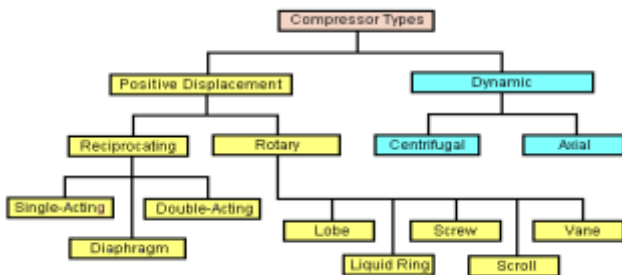 Compressor Types
Positive Displacement
Dynamic
Reciprocating
Rotary
Centrifugal
Axial
Single-Acting
Double-Acting
Diaphragm
Lobe
Screw
Vane
Liquid Ring
Scroll